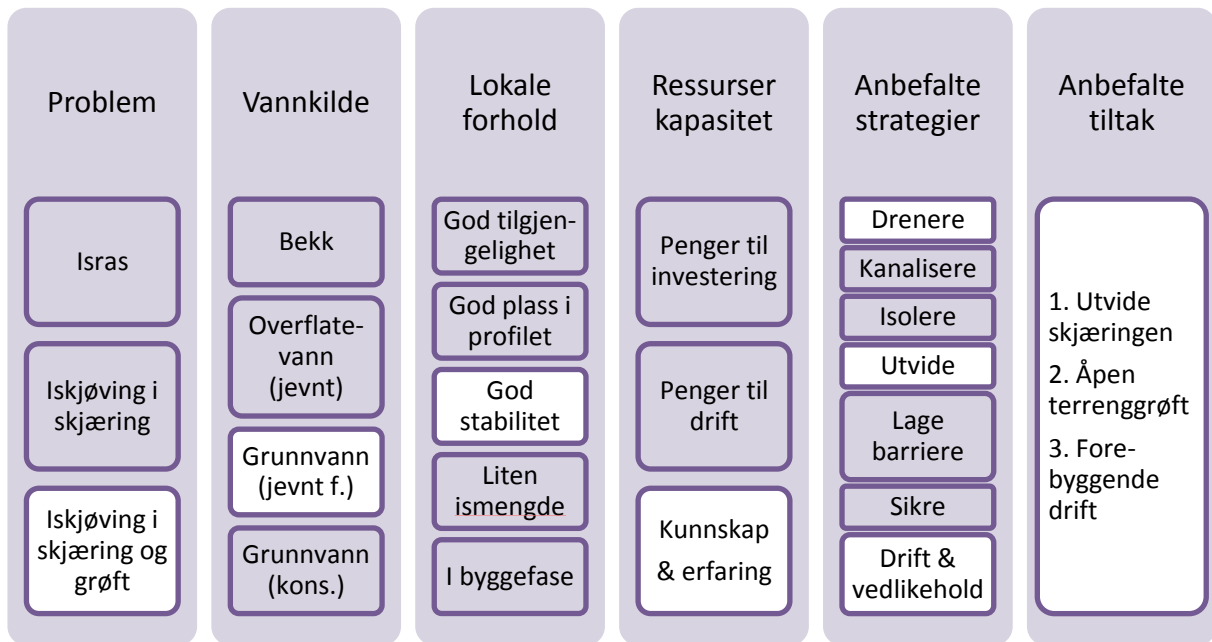 Problem
Isras
Iskjøving i
skjæring
Iskjøving i
skjæring og
grøft
Vannkilde
Bekk
Overflate-
vann
(jevnt)
Grunnvann
(jevnt f.)
Grunnvann
(kons.)
Lokale
forhold
God tilgjen-
gelighet
God plass i
profilet
God
stabilitet
Liten
ismengde
I byggefase
Ressurser
kapasitet
Penger til
investering
Penger til
drift
Kunnskap
& erfaring
Anbefalte
strategier
Drenere
Kanalisere
Isolere
Utvide
Lage
barriere
Sikre
Drift &
vedlikehold
Anbefalte
tiltak
1. Utvide
skjæringen
2. Åpen
terrenggrøft
3. Fore-
byggende
drift